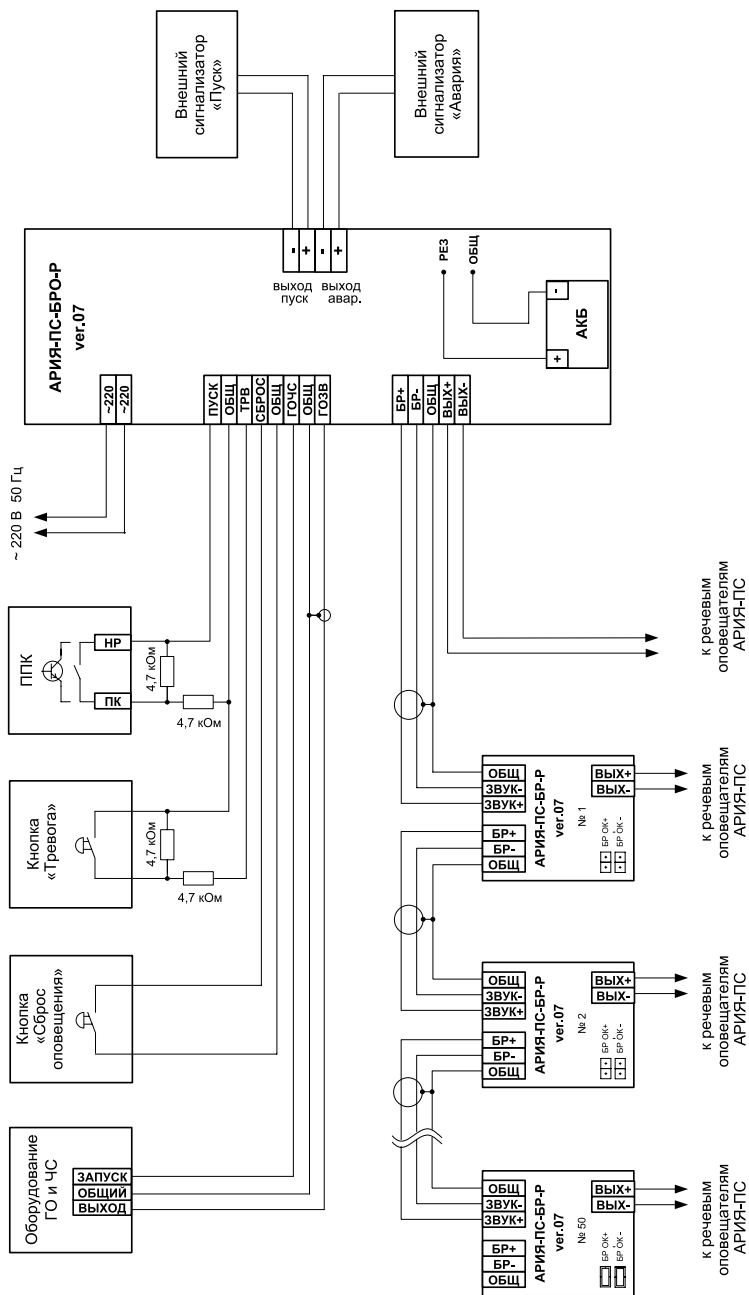 Внешний
сигнализатор
«Пуск»
Внешний
сигнализатор
«Авария»
АРИЯ-ПС-БРО-Р
ver.07
-
+
-
+
выход
пуск
выход
авар.
РЕЗ
ОБЩ
-
+
АКБ
~220
~220
ПУСК
ОБЩ
ТРВ
СБРОС
ОБЩ
ГОЧС
ОБЩ
ГОЗВ
БР+
БР-
ОБЩ
ВЫХ+
ВЫХ-
~ 220 В 50 Гц
ППК
НР
ПК
4,7 кОм
4,7 кОм
Кнопка
«Тревога»
4,7 кОм
4,7 кОм
Кнопка
«Сброс
оповещения»
Оборудование
ГО и ЧС
ЗАПУСК
ОБЩИЙ
ВЫХОД
к речевым
оповещателям
АРИЯ-ПС
ОБЩ
ЗВУК-
ЗВУК+
БР+
БР-
ОБЩ
АРИЯ-ПС-БР-Р
ver.07
№ 1
ВЫХ+
ВЫХ-
БР ОК+
БР ОК -
к речевым
оповещателям
АРИЯ-ПС
ОБЩ
ЗВУК-
ЗВУК+
БР+
БР-
ОБЩ
АРИЯ-ПС-БР-Р
ver.07
№ 2
ВЫХ+
ВЫХ-
БР ОК+
БР ОК -
к речевым
оповещателям
АРИЯ-ПС
ОБЩ
ЗВУК-
ЗВУК+
БР+
БР-
ОБЩ
АРИЯ-ПС-БР-Р
ver.07
№ 50
ВЫХ+
ВЫХ-
БР ОК+
БР ОК -
к речевым
оповещателям
АРИЯ-ПС